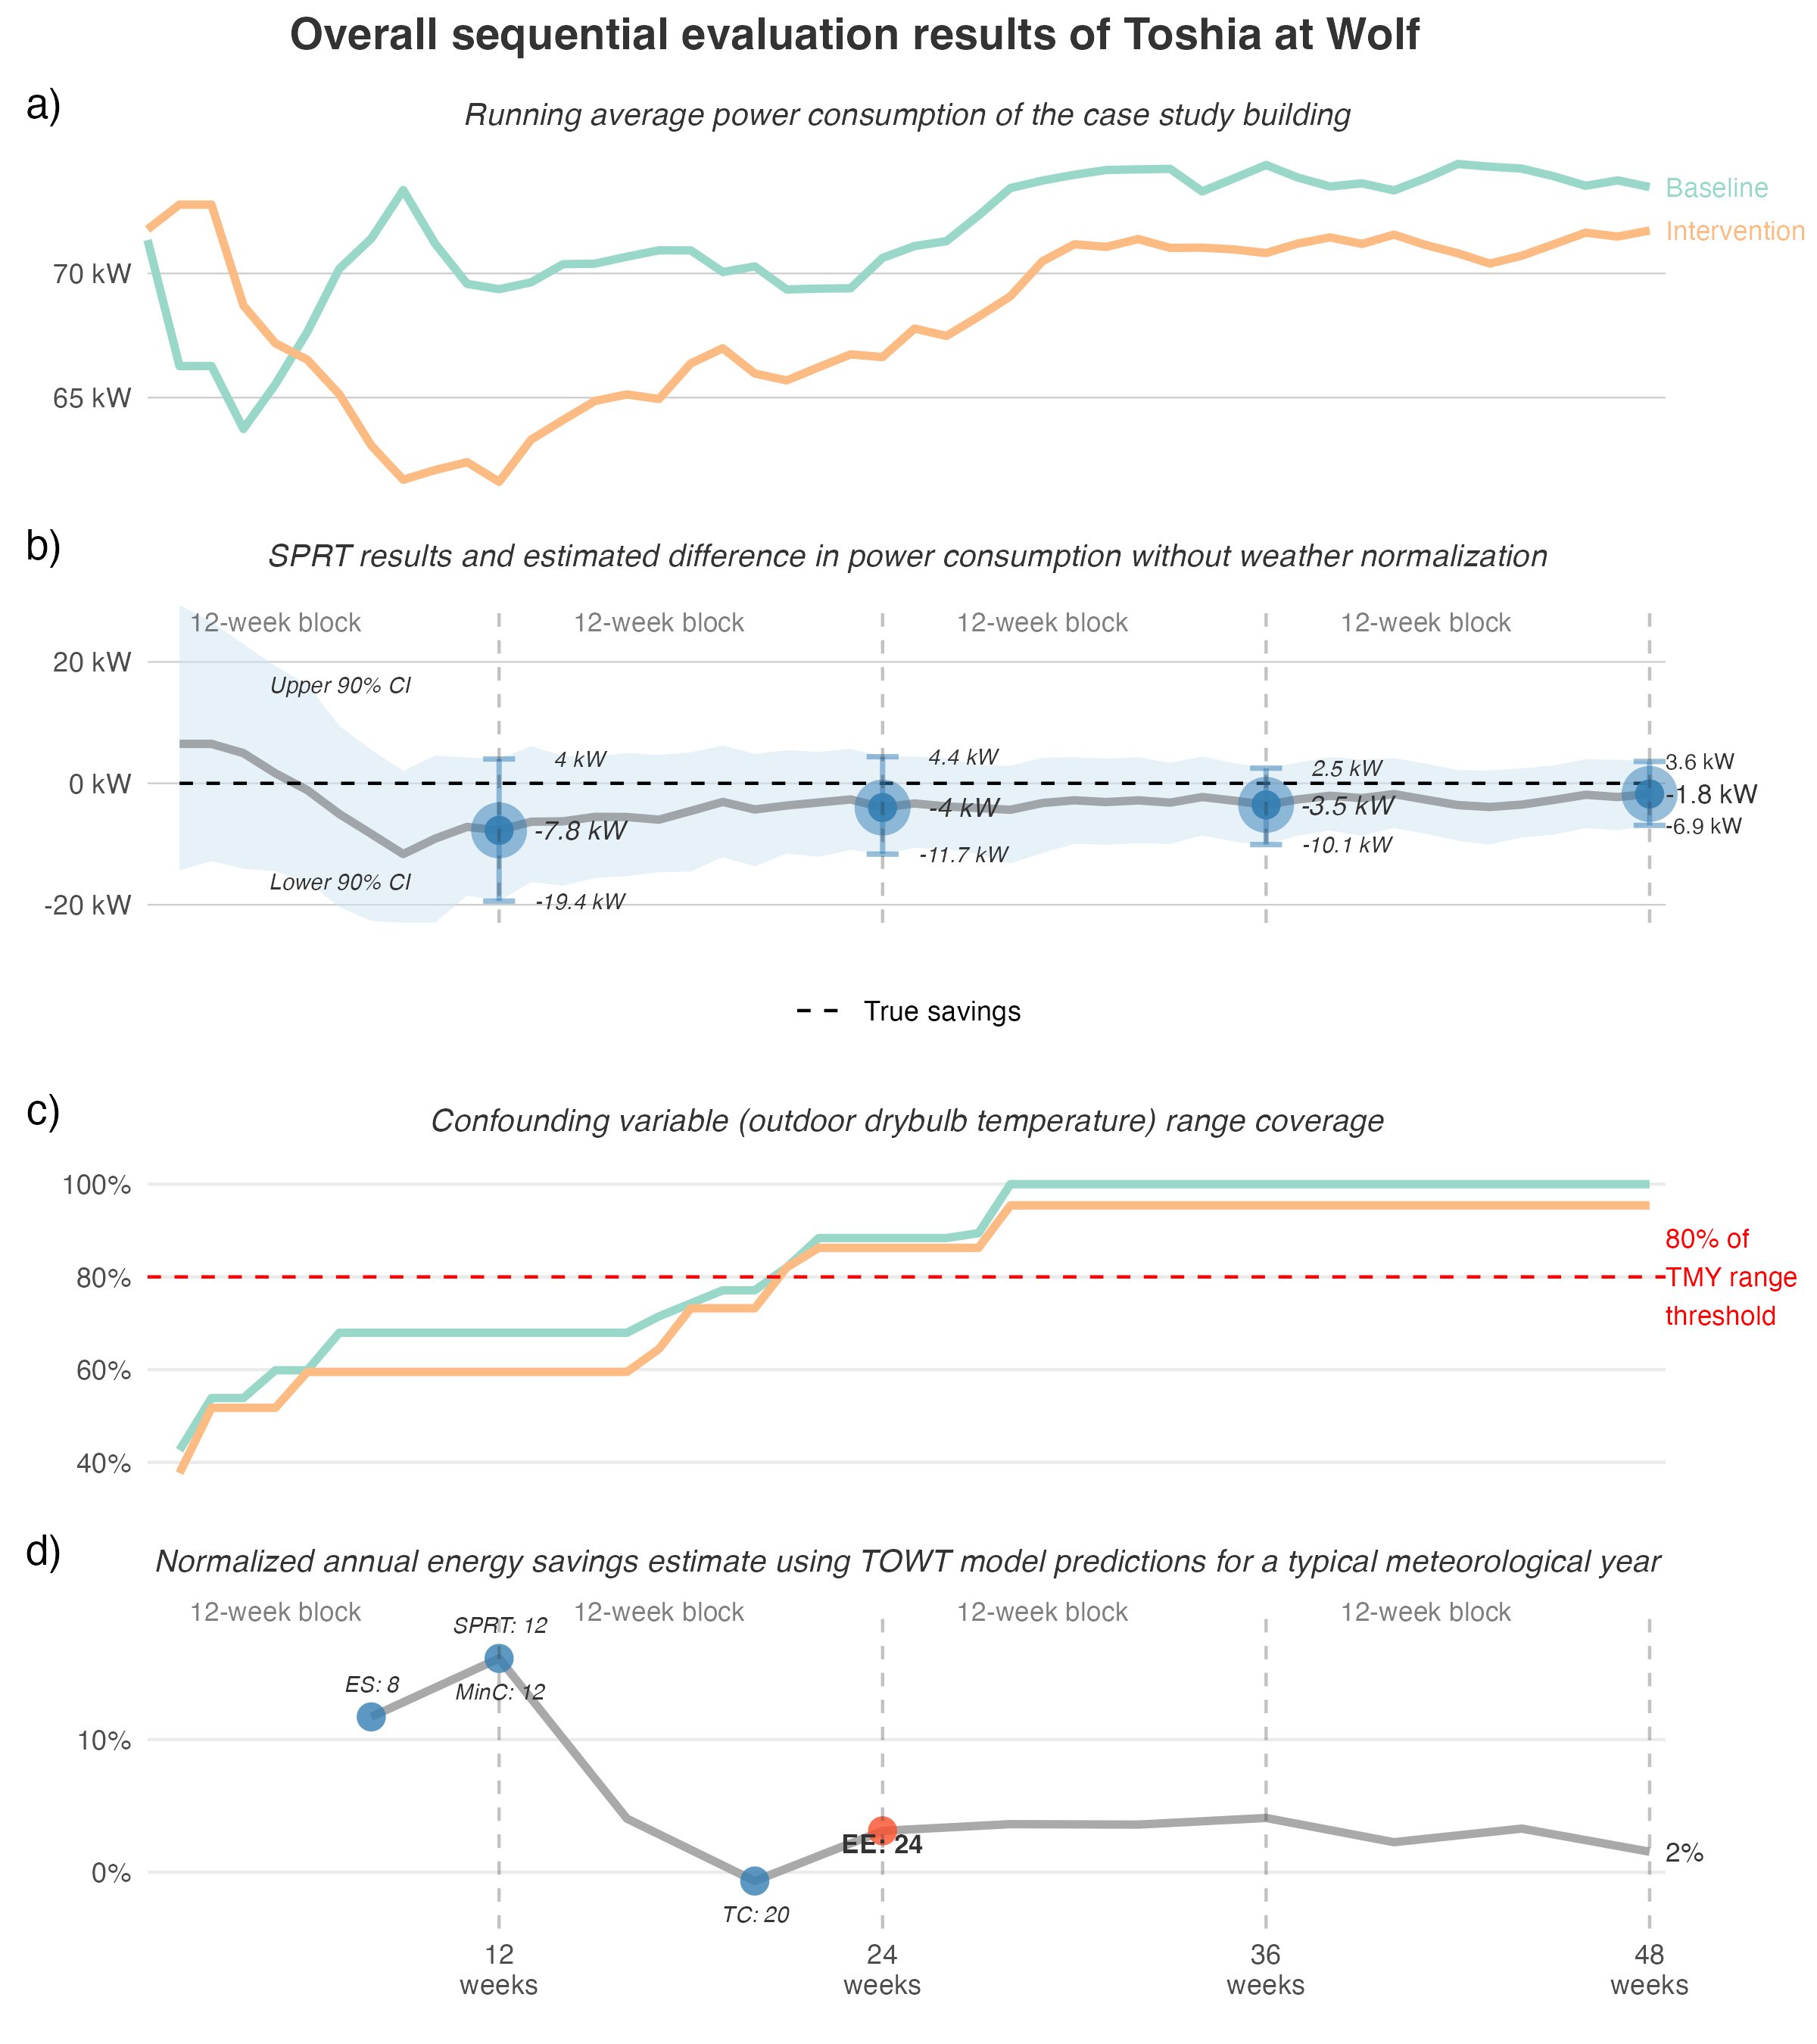 Overall sequential evaluation results of Toshia at Wolf
a)
Running average power consumption of the case study building
Baseline
Intervention
70 kW
65 kW
b)
SPRT results and estimated difference in power consumption without weather normalization
12-week block 12-week block 12-week block 12-week block
20 kW
Upper 90% CI
4 kW 4.4 kW 2.5 kW 3.6 kW
0 kW
-7.8 kW -4 kW -3.5 kW -1.8 kW
-11.7 kW -10.1 kW -6.9 kW
Lower 90% CI
-19.4 kW
-20 kW
True savings
c)
Confounding variable (outdoor drybulb temperature) range coverage
100%
80%
60%
40%
80% of
TMY range
threshold
d)
Normalized annual energy savings estimate using TOWT model predictions for a typical meteorological year
12-week block 12-week block 12-week block 12-week block
SPRT: 12
ES: 8
MinC: 12
10%
EE: 24
2%
0%
TC: 20
12 24 36 48
weeks weeks weeks weeks